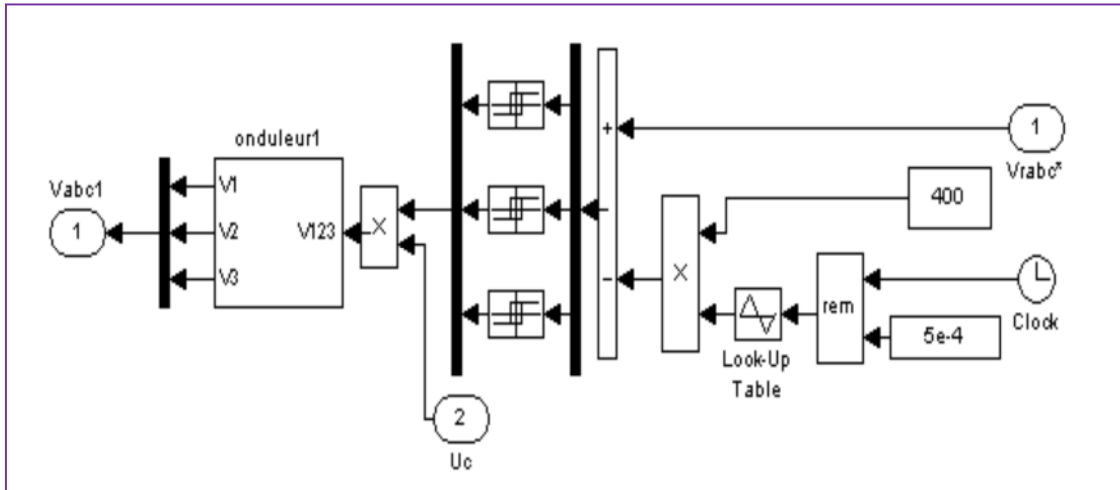 onduleur1
Vabc1
1
V1
V2
V3
V123
X
2
Uc
+
−
X
Look-Up
Table
rem
400
5e-4
1
Vrabc*
Clock